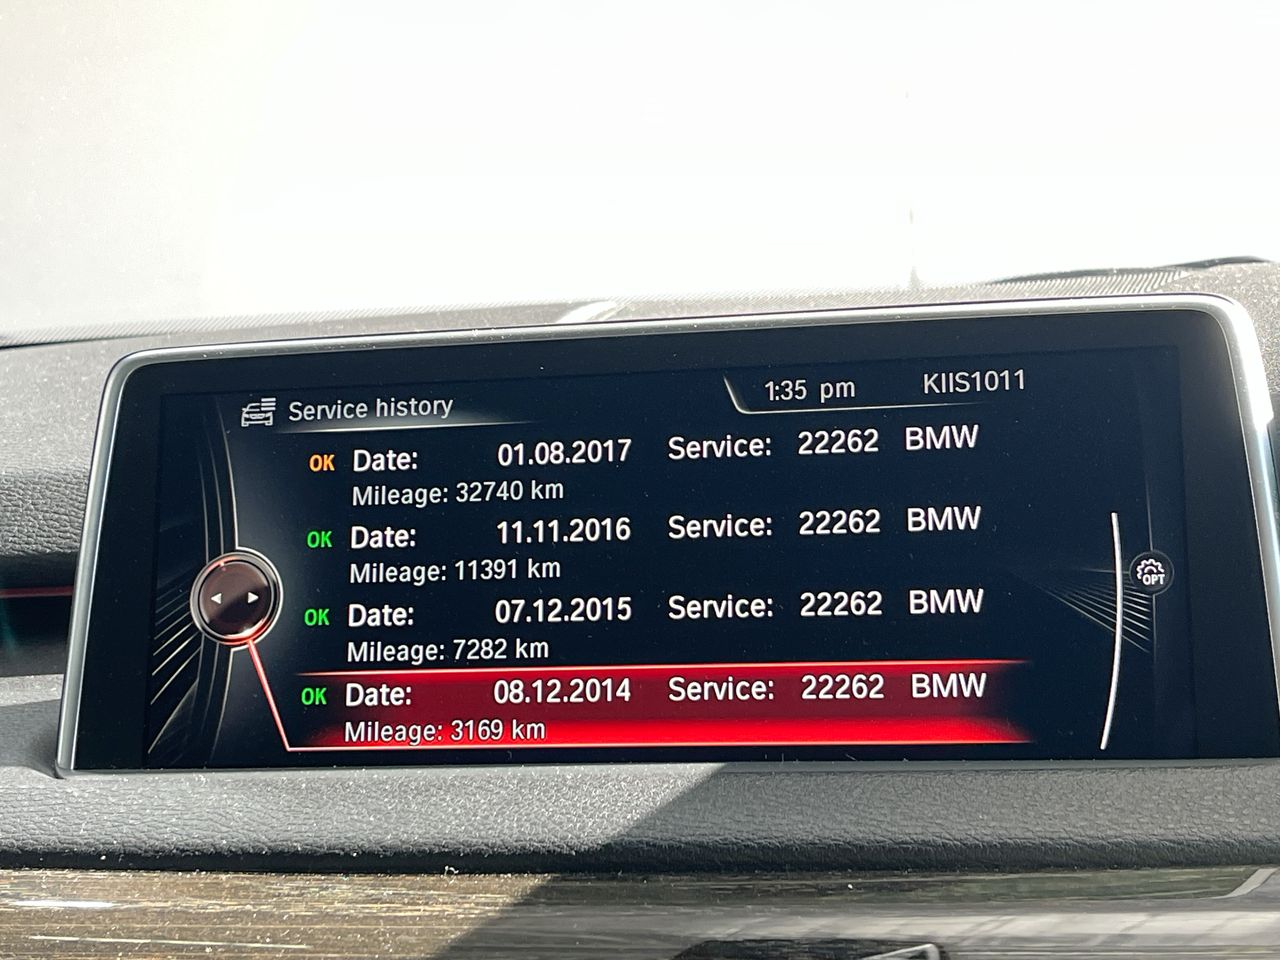 Service history 1:35 pm KIIS1011
OK Date: 01.08.2017 Service: 22262 BMW
Mileage: 32740 km
OK Date: 11.11.2016 Service: 22262 BMW
Mileage: 11391 km
OK Date: 07.12.2015 Service: 22262 BMW
Mileage: 7282 km
OK Date: 08.12.2014 Service: 22262 BMW
Mileage: 3169 km
OPT